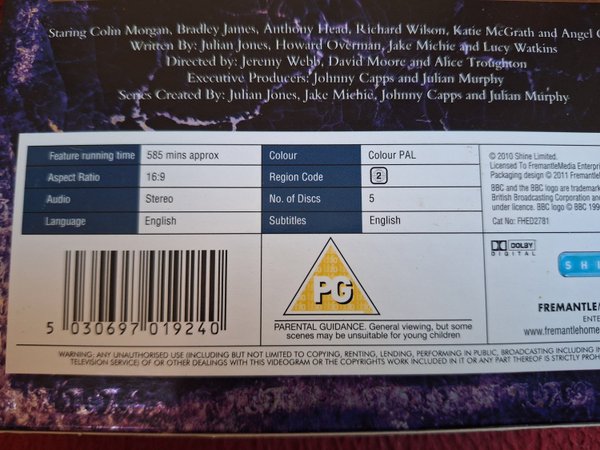 Staring Colin Morgan, Bradley James, Anthony Head, Richard Wilson, Katie McGrath and Angel
Written By: Julian Jones, Howard Overman, Jake Michie and Lucy Watkins
Directed by: Jeremy Webb, David Moore and Alice Troughton
Executive Producers: Johnny Capps and Julian Murphy
Series Created By: Julian Jones, Jake Michie, Johnny Capps and Julian Murphy
Feature running time 585 mins approx Colour Colour PAL
Aspect Ratio 16:9 Region Code 2
Audio Stereo No. of Discs 5
Language English Subtitles English
© 2010 Shine Limited.
Licensed To FremantleMedia Enterpri
Packaging design © 2011 Fremantle
BBC and the BBC logo are trademark
British Broadcasting Corporation and
under licence. BBC logo © BBC 199
Cat No: FHED2781
DOLBY
DIGITAL
SHI
PG
5 030697 019240
PARENTAL GUIDANCE. General viewing, but some
scenes may be unsuitable for young children
FREMANTLE
ENTE
www.fremantlehome
WARNING: ANY UNAUTHORISED USE (INCLUDING BUT NOT LIMITED TO COPYING, RENTING, LENDING, PERFORMING IN PUBLIC, BROADCASTING INCLUDING IN
TELEVISION SERVICE) OF OR OTHER DEALINGS WITH THIS VIDEOGRAM OR THE COPYRIGHTS WORK INCLUDED IN IT OR ANY PART THEREOF IS STRICTLY PROH